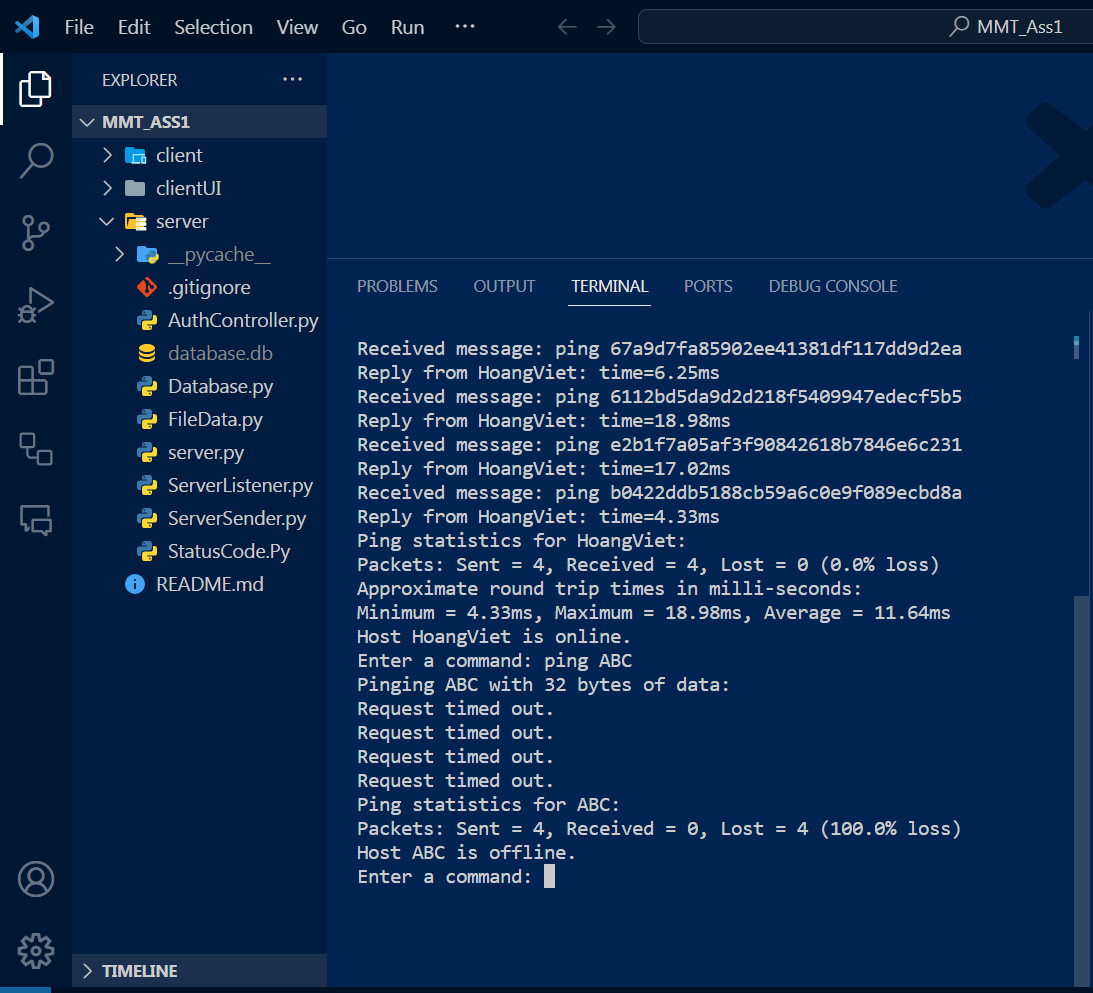 File Edit Selection View Go Run ···
MMT_Ass1
EXPLORER ···
MMT_ASS1
client
clientUI
server
__pycache__
.gitignore
AuthController.py
database.db
Database.py
FileData.py
server.py
ServerListener.py
ServerSender.py
StatusCode.Py
README.md
TIMELINE
PROBLEMS OUTPUT TERMINAL PORTS DEBUG CONSOLE
Received message: ping 67a9d7fa85902ee41381df117dd9d2ea
Reply from HoangViet: time=6.25ms
Received message: ping 6112bd5da9d2d218f5409947edecf5b5
Reply from HoangViet: time=18.98ms
Received message: ping e2b1f7a05af3f90842618b7846e6c231
Reply from HoangViet: time=17.02ms
Received message: ping b0422ddb5188cb59a6c0e9f089ecbd8a
Reply from HoangViet: time=4.33ms
Ping statistics for HoangViet:
Packets: Sent = 4, Received = 4, Lost = 0 (0.0% loss)
Approximate round trip times in milli-seconds:
Minimum = 4.33ms, Maximum = 18.98ms, Average = 11.64ms
Host HoangViet is online.
Enter a command: ping ABC
Pinging ABC with 32 bytes of data:
Request timed out.
Request timed out.
Request timed out.
Request timed out.
Ping statistics for ABC:
Packets: Sent = 4, Received = 0, Lost = 4 (100.0% loss)
Host ABC is offline.
Enter a command: